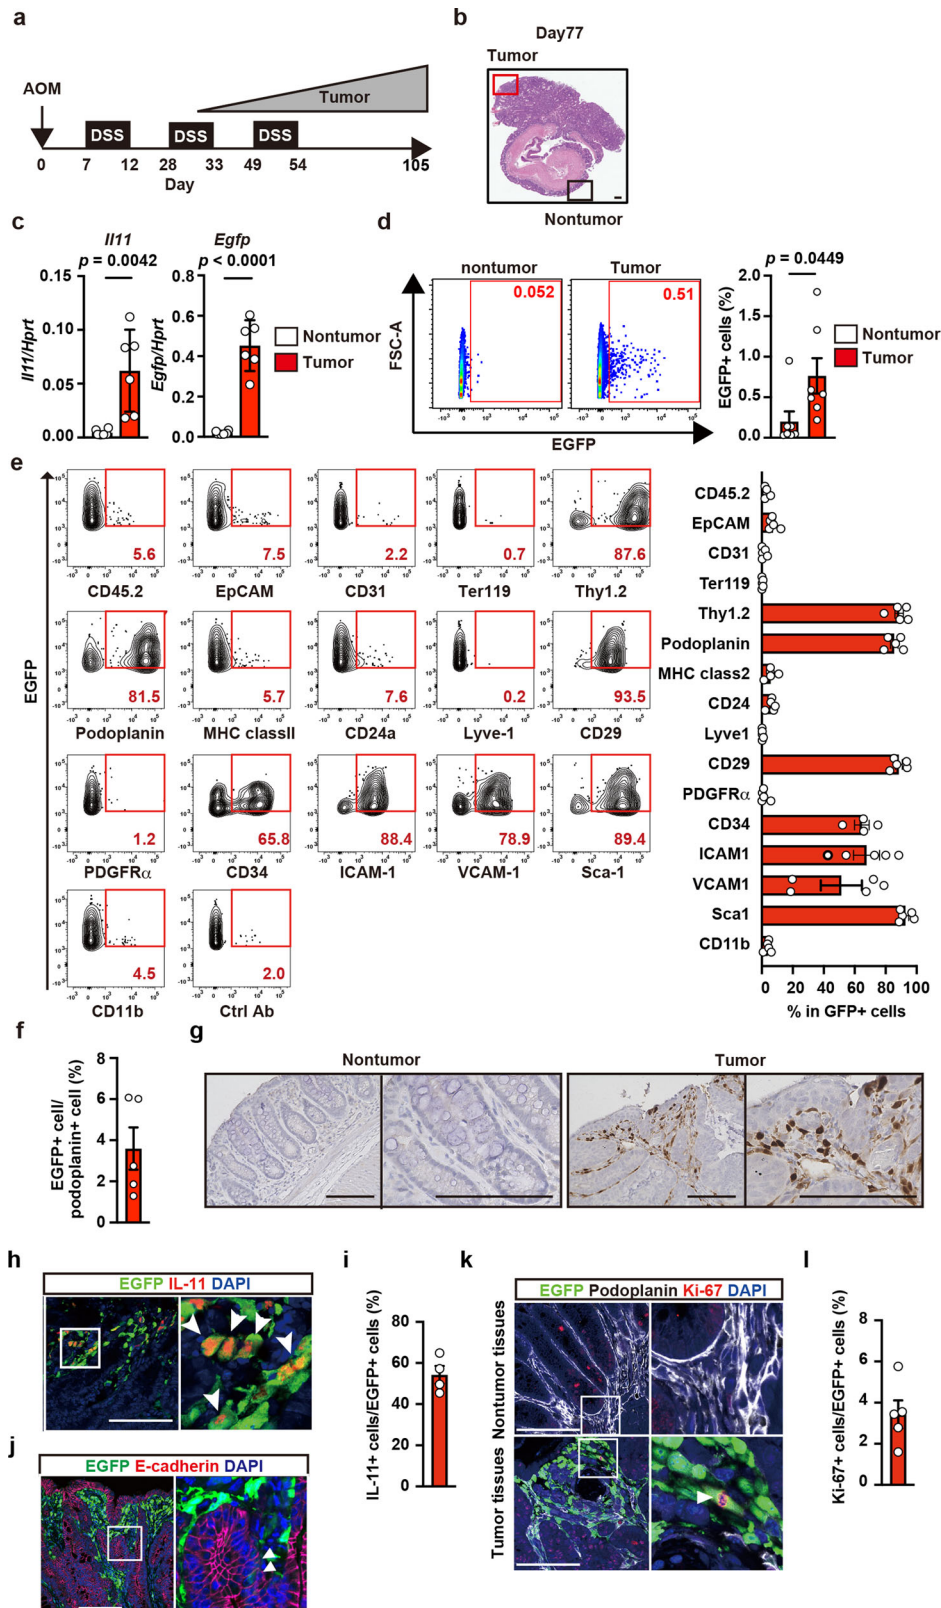 a
AOM
Tumor
DSS DSS DSS
0 7 12 28 33 49 54 105
Day
b
Day77
Tumor
Nontumor
c
Il11
p = 0.0042
Il11/Hprt
0.15
0.10
0.05
0.00
Egfp
p < 0.0001
Egfp/Hprt
0.8
0.6
0.4
0.2
0.0
Nontumor
Tumor
d
nontumor Tumor
0.052 0.51
FSC-A
-10³ 0 10³ 10⁴ 10⁵
-10³ 0 10³ 10⁴ 10⁵
EGFP
p = 0.0449
EGFP+ cells (%)
2.0
1.5
1.0
0.5
0.0
Nontumor
Tumor
e
EGFP
5.6 7.5 2.2 0.7 87.6
CD45.2 EpCAM CD31 Ter119 Thy1.2
81.5 5.7 7.6 0.2 93.5
Podoplanin MHC classII CD24a Lyve-1 CD29
1.2 65.8 88.4 78.9 89.4
PDGFRα CD34 ICAM-1 VCAM-1 Sca-1
4.5 2.0
CD11b Ctrl Ab
CD45.2
EpCAM
CD31
Ter119
Thy1.2
Podoplanin
MHC class2
CD24
Lyve1
CD29
PDGFRα
CD34
ICAM1
VCAM1
Sca1
CD11b
0 20 40 60 80 100
% in GFP+ cells
f
EGFP+ cell/
podoplanin+ cell (%)
8
6
4
2
0
g
Nontumor Tumor
h
EGFP IL-11 DAPI
i
IL-11+ cells/EGFP+ cells (%)
80
60
40
20
0
j
EGFP E-cadherin DAPI
k
EGFP Podoplanin Ki-67 DAPI
Nontumor tissues
Tumor tissues
l
Ki-67+ cells/EGFP+ cells (%)
8
6
4
2
0